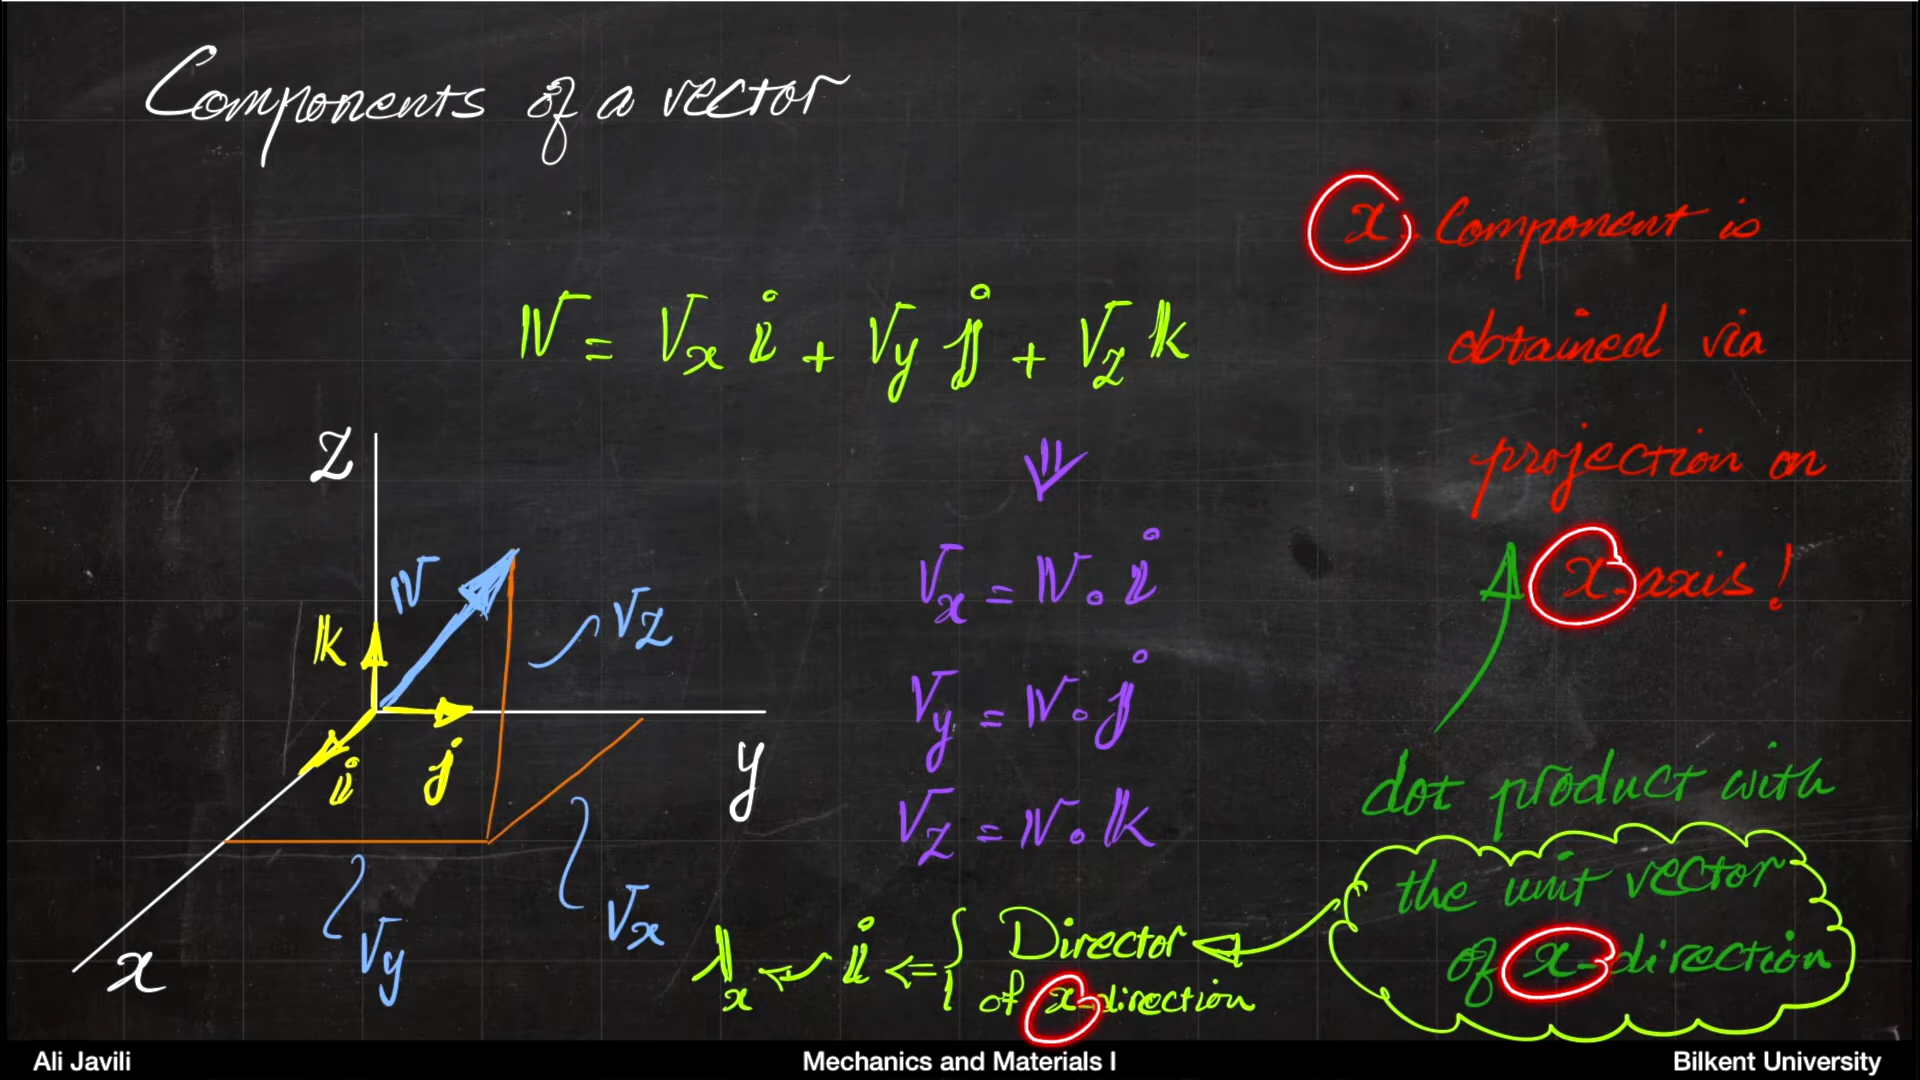 Components of a vector
x-Component is
obtained via
projection on
x-axis!
V = Vx i + Vy j + Vz k
Vx = V · i
Vy = V · j
Vz = V · k
z
V
Vz
k
i
j
y
x
Vy
Vx
dot product with
the unit vector
of x-direction
λx i ⇐ { Director
of x-direction
Ali Javili
Mechanics and Materials I
Bilkent University